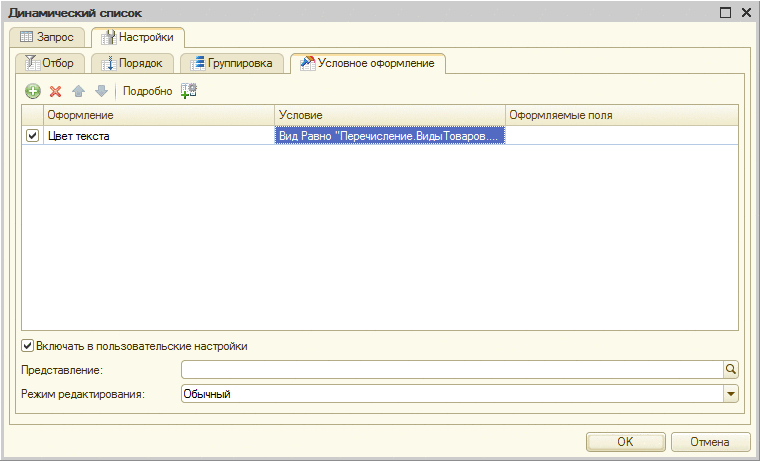 Динамический список
Запрос Настройки
Отбор Порядок Группировка Условное оформление
Подробно
Оформление Условие Оформляемые поля
Цвет текста Вид Равно "Перечисление.ВидыТоваров....
Включать в пользовательские настройки
Представление:
Режим редактирования: Обычный
OK Отмена